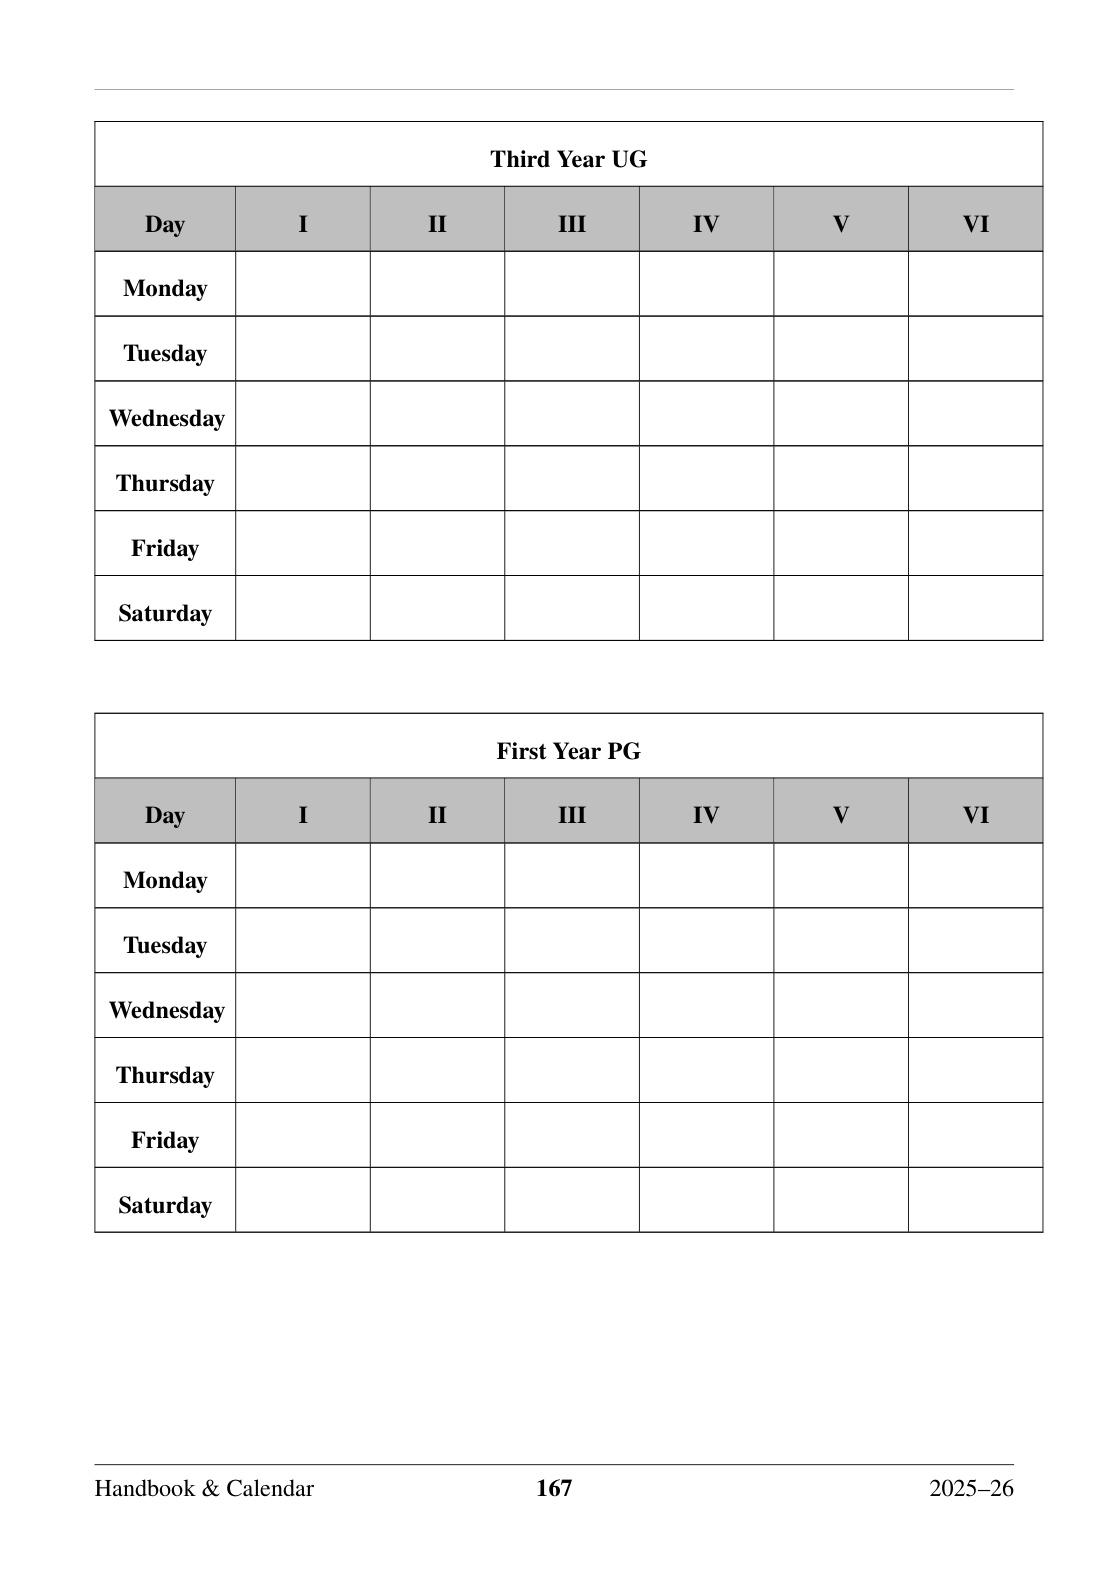 Third Year UG
Day I II III IV V VI
Monday
Tuesday
Wednesday
Thursday
Friday
Saturday
First Year PG
Day I II III IV V VI
Monday
Tuesday
Wednesday
Thursday
Friday
Saturday
Handbook & Calendar 167 2025–26